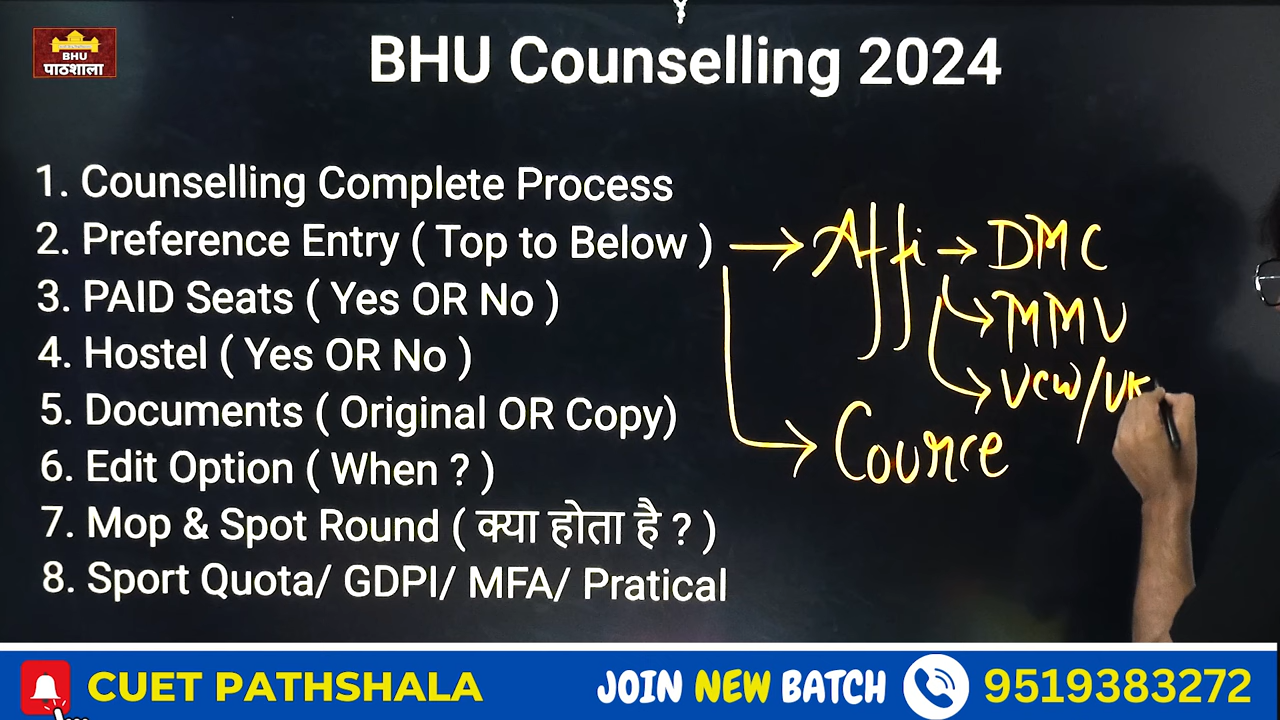 BHU
पाठशाला
BHU Counselling 2024
1. Counselling Complete Process
2. Preference Entry ( Top to Below )
3. PAID Seats ( Yes OR No )
4. Hostel ( Yes OR No )
5. Documents ( Original OR Copy)
6. Edit Option ( When ? )
7. Mop & Spot Round ( क्या होता है ? )
8. Sport Quota/ GDPI/ MFA/ Pratical
→ Affi → DMC
→ MMV
→ VCW/VK
→ Cource
CUET PATHSHALA
JOIN NEW BATCH 9519383272